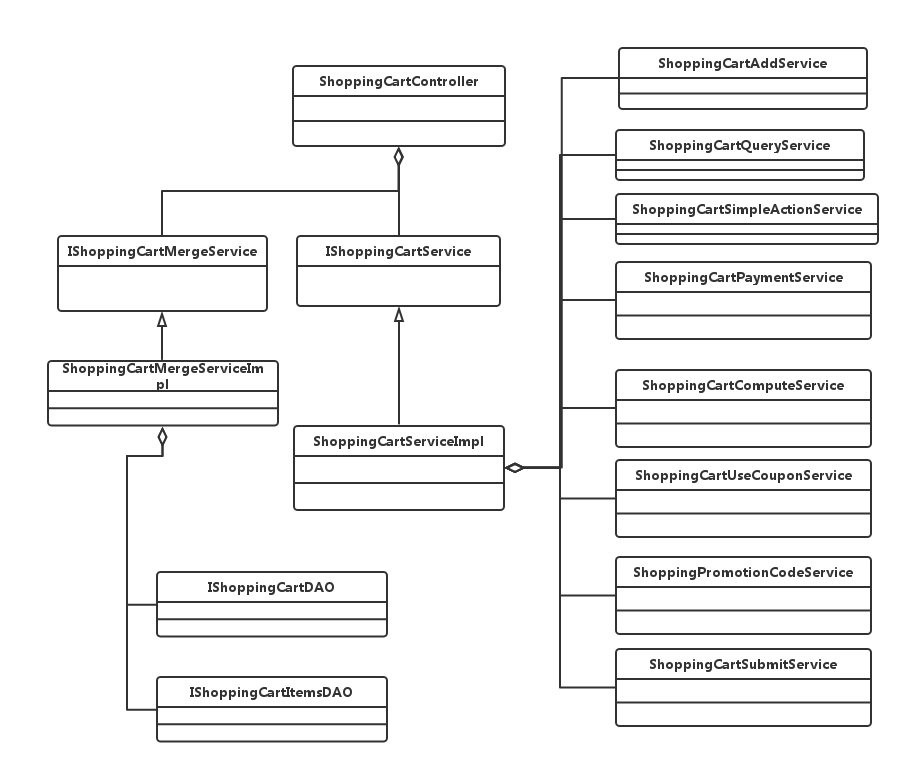 ShoppingCartController
IShoppingCartMergeService
IShoppingCartService
ShoppingCartMergeServiceIm
pl
ShoppingCartServiceImpl
IShoppingCartDAO
IShoppingCartItemsDAO
ShoppingCartAddService
ShoppingCartQueryService
ShoppingCartSimpleActionService
ShoppingCartPaymentService
ShoppingCartComputeService
ShoppingCartUseCouponService
ShoppingPromotionCodeService
ShoppingCartSubmitService